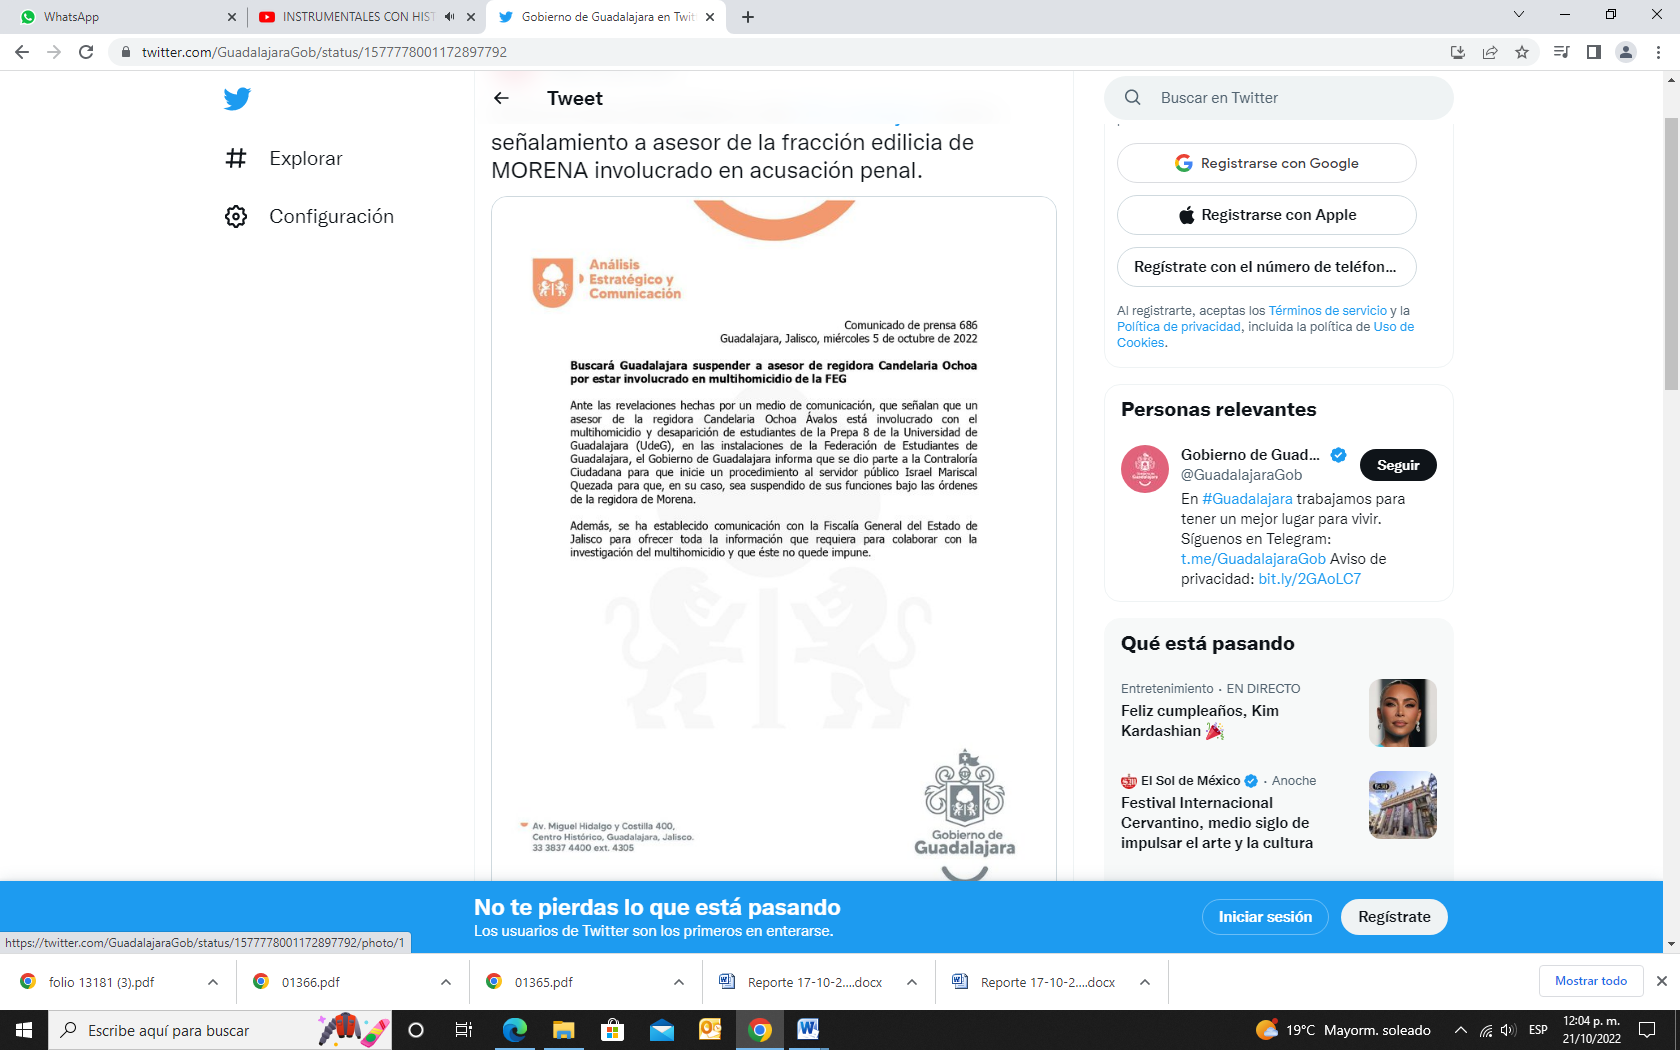 WhatsApp
INSTRUMENTALES CON HIST
Gobierno de Guadalajara en Twit
twitter.com/GuadalajaraGob/status/1577778001172897792
Tweet
Buscar en Twitter
Explorar
Configuración
señalamiento a asesor de la fracción edilicia de
MORENA involucrado en acusación penal.
Análisis
Estratégico y
Comunicación
Comunicado de prensa 686
Guadalajara, Jalisco, miércoles 5 de octubre de 2022
Buscará Guadalajara suspender a asesor de regidora Candelaria Ochoa
por estar involucrado en multihomicidio de la FEG
Ante las revelaciones hechas por un medio de comunicación, que señalan que un
asesor de la regidora Candelaria Ochoa Ávalos está involucrado con el
multihomicidio y desaparición de estudiantes de la Prepa 8 de la Universidad de
Guadalajara (UdeG), en las instalaciones de la Federación de Estudiantes de
Guadalajara, el Gobierno de Guadalajara informa que se dio parte a la Contraloría
Ciudadana para que inicie un procedimiento al servidor público Israel Mariscal
Quezada para que, en su caso, sea suspendido de sus funciones bajo las órdenes
de la regidora de Morena.
Además, se ha establecido comunicación con la Fiscalía General del Estado de
Jalisco para ofrecer toda la información que requiera para colaborar con la
investigación del multihomicidio y que éste no quede impune.
Av. Miguel Hidalgo y Costilla 400,
Centro Histórico, Guadalajara, Jalisco.
33 3837 4400 ext. 4305
Gobierno de
Guadalajara
Registrarse con Google
Registrarse con Apple
Regístrate con el número de teléfon...
Al registrarte, aceptas los Términos de servicio y la
Política de privacidad, incluida la política de Uso de
Cookies.
Personas relevantes
Gobierno de Guad...
@GuadalajaraGob
Seguir
En #Guadalajara trabajamos para
tener un mejor lugar para vivir.
Síguenos en Telegram:
t.me/GuadalajaraGob Aviso de
privacidad: bit.ly/2GAoLC7
Qué está pasando
Entretenimiento · EN DIRECTO
Feliz cumpleaños, Kim
Kardashian
El Sol de México · Anoche
Festival Internacional
Cervantino, medio siglo de
impulsar el arte y la cultura
No te pierdas lo que está pasando
Los usuarios de Twitter son los primeros en enterarse.
Iniciar sesión
Regístrate
https://twitter.com/GuadalajaraGob/status/1577778001172897792/photo/1
folio 13181 (3).pdf
01366.pdf
01365.pdf
Reporte 17-10-2....docx
Reporte 17-10-2....docx
Mostrar todo
Escribe aquí para buscar
19°C Mayorm. soleado
ESP
12:04 p. m.
21/10/2022